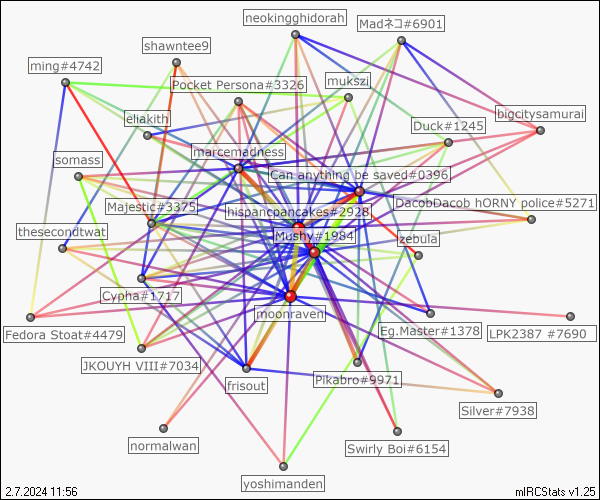 neokingghidorah
Madネコ#6901
shawntee9
ming#4742
mukszi
Pocket Persona#3326
bigcitysamurai
eliakith
Duck#1245
marcemadness
somass
Can anything be saved#0396
DacobDacob hORNY police#5271
Majestic#3375
hispancpancakes#2928
thesecondtwat
Mushy#1984
zebula
Cypha#1717
moonraven
Fedora Stoat#4479
Eg.Master#1378
LPK2387 #7690
JKOUYH VIII#7034
frisout
Pikabro#9971
Silver#7938
normalwan
Swirly Boi#6154
yoshimanden
2.7.2024 11:56
mIRCStats v1.25